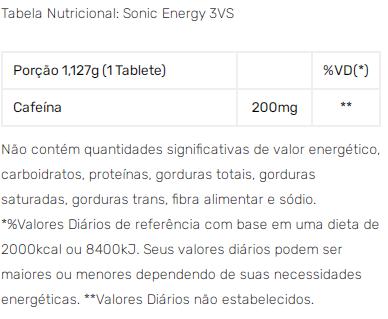 Tabela Nutricional: Sonic Energy 3VS
Porção 1,127g (1 Tablete) %VD(*)
Cafeína 200mg **
Não contém quantidades significativas de valor energético,
carboidratos, proteínas, gorduras totais, gorduras
saturadas, gorduras trans, fibra alimentar e sódio.
*%Valores Diários de referência com base em uma dieta de
2000kcal ou 8400kJ. Seus valores diários podem ser
maiores ou menores dependendo de suas necessidades
energéticas. **Valores Diários não estabelecidos.